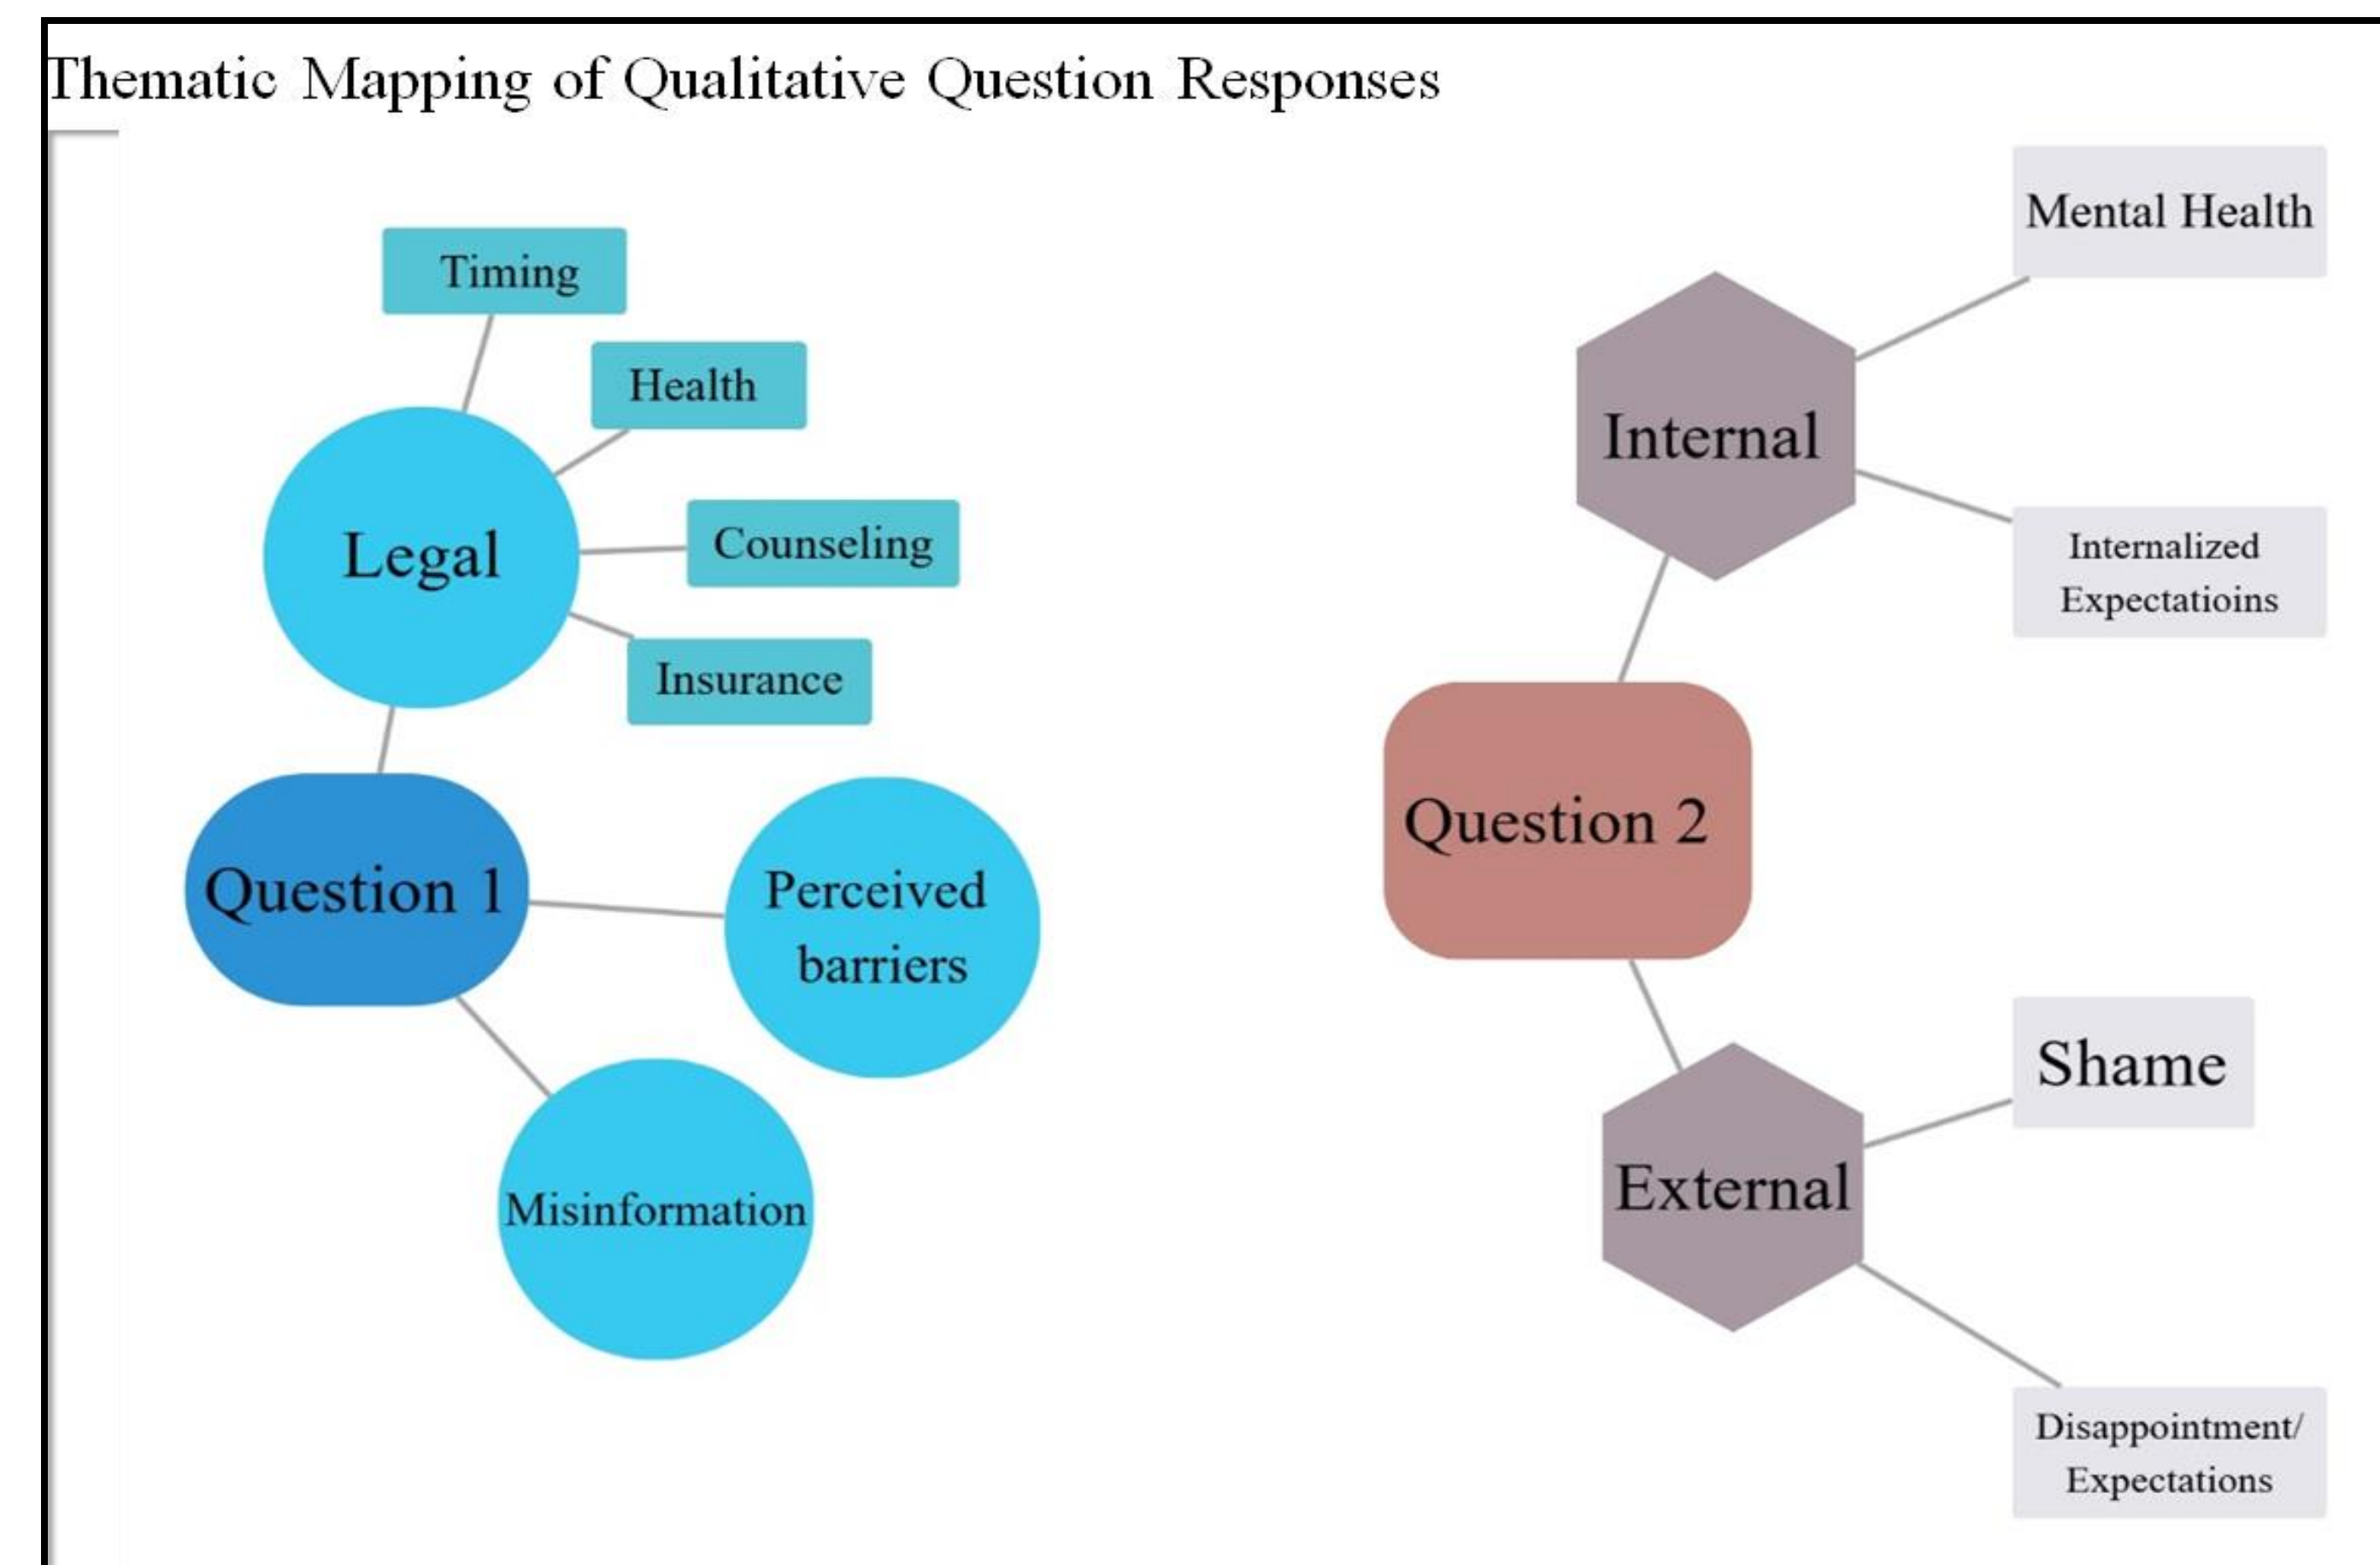 Thematic Mapping of Qualitative Question Responses
Timing
Health
Legal
Counseling
Insurance
Question 1
Perceived
barriers
Misinformation
Mental Health
Internal
Internalized
Expectatioins
Question 2
Shame
External
Disappointment/
Expectations